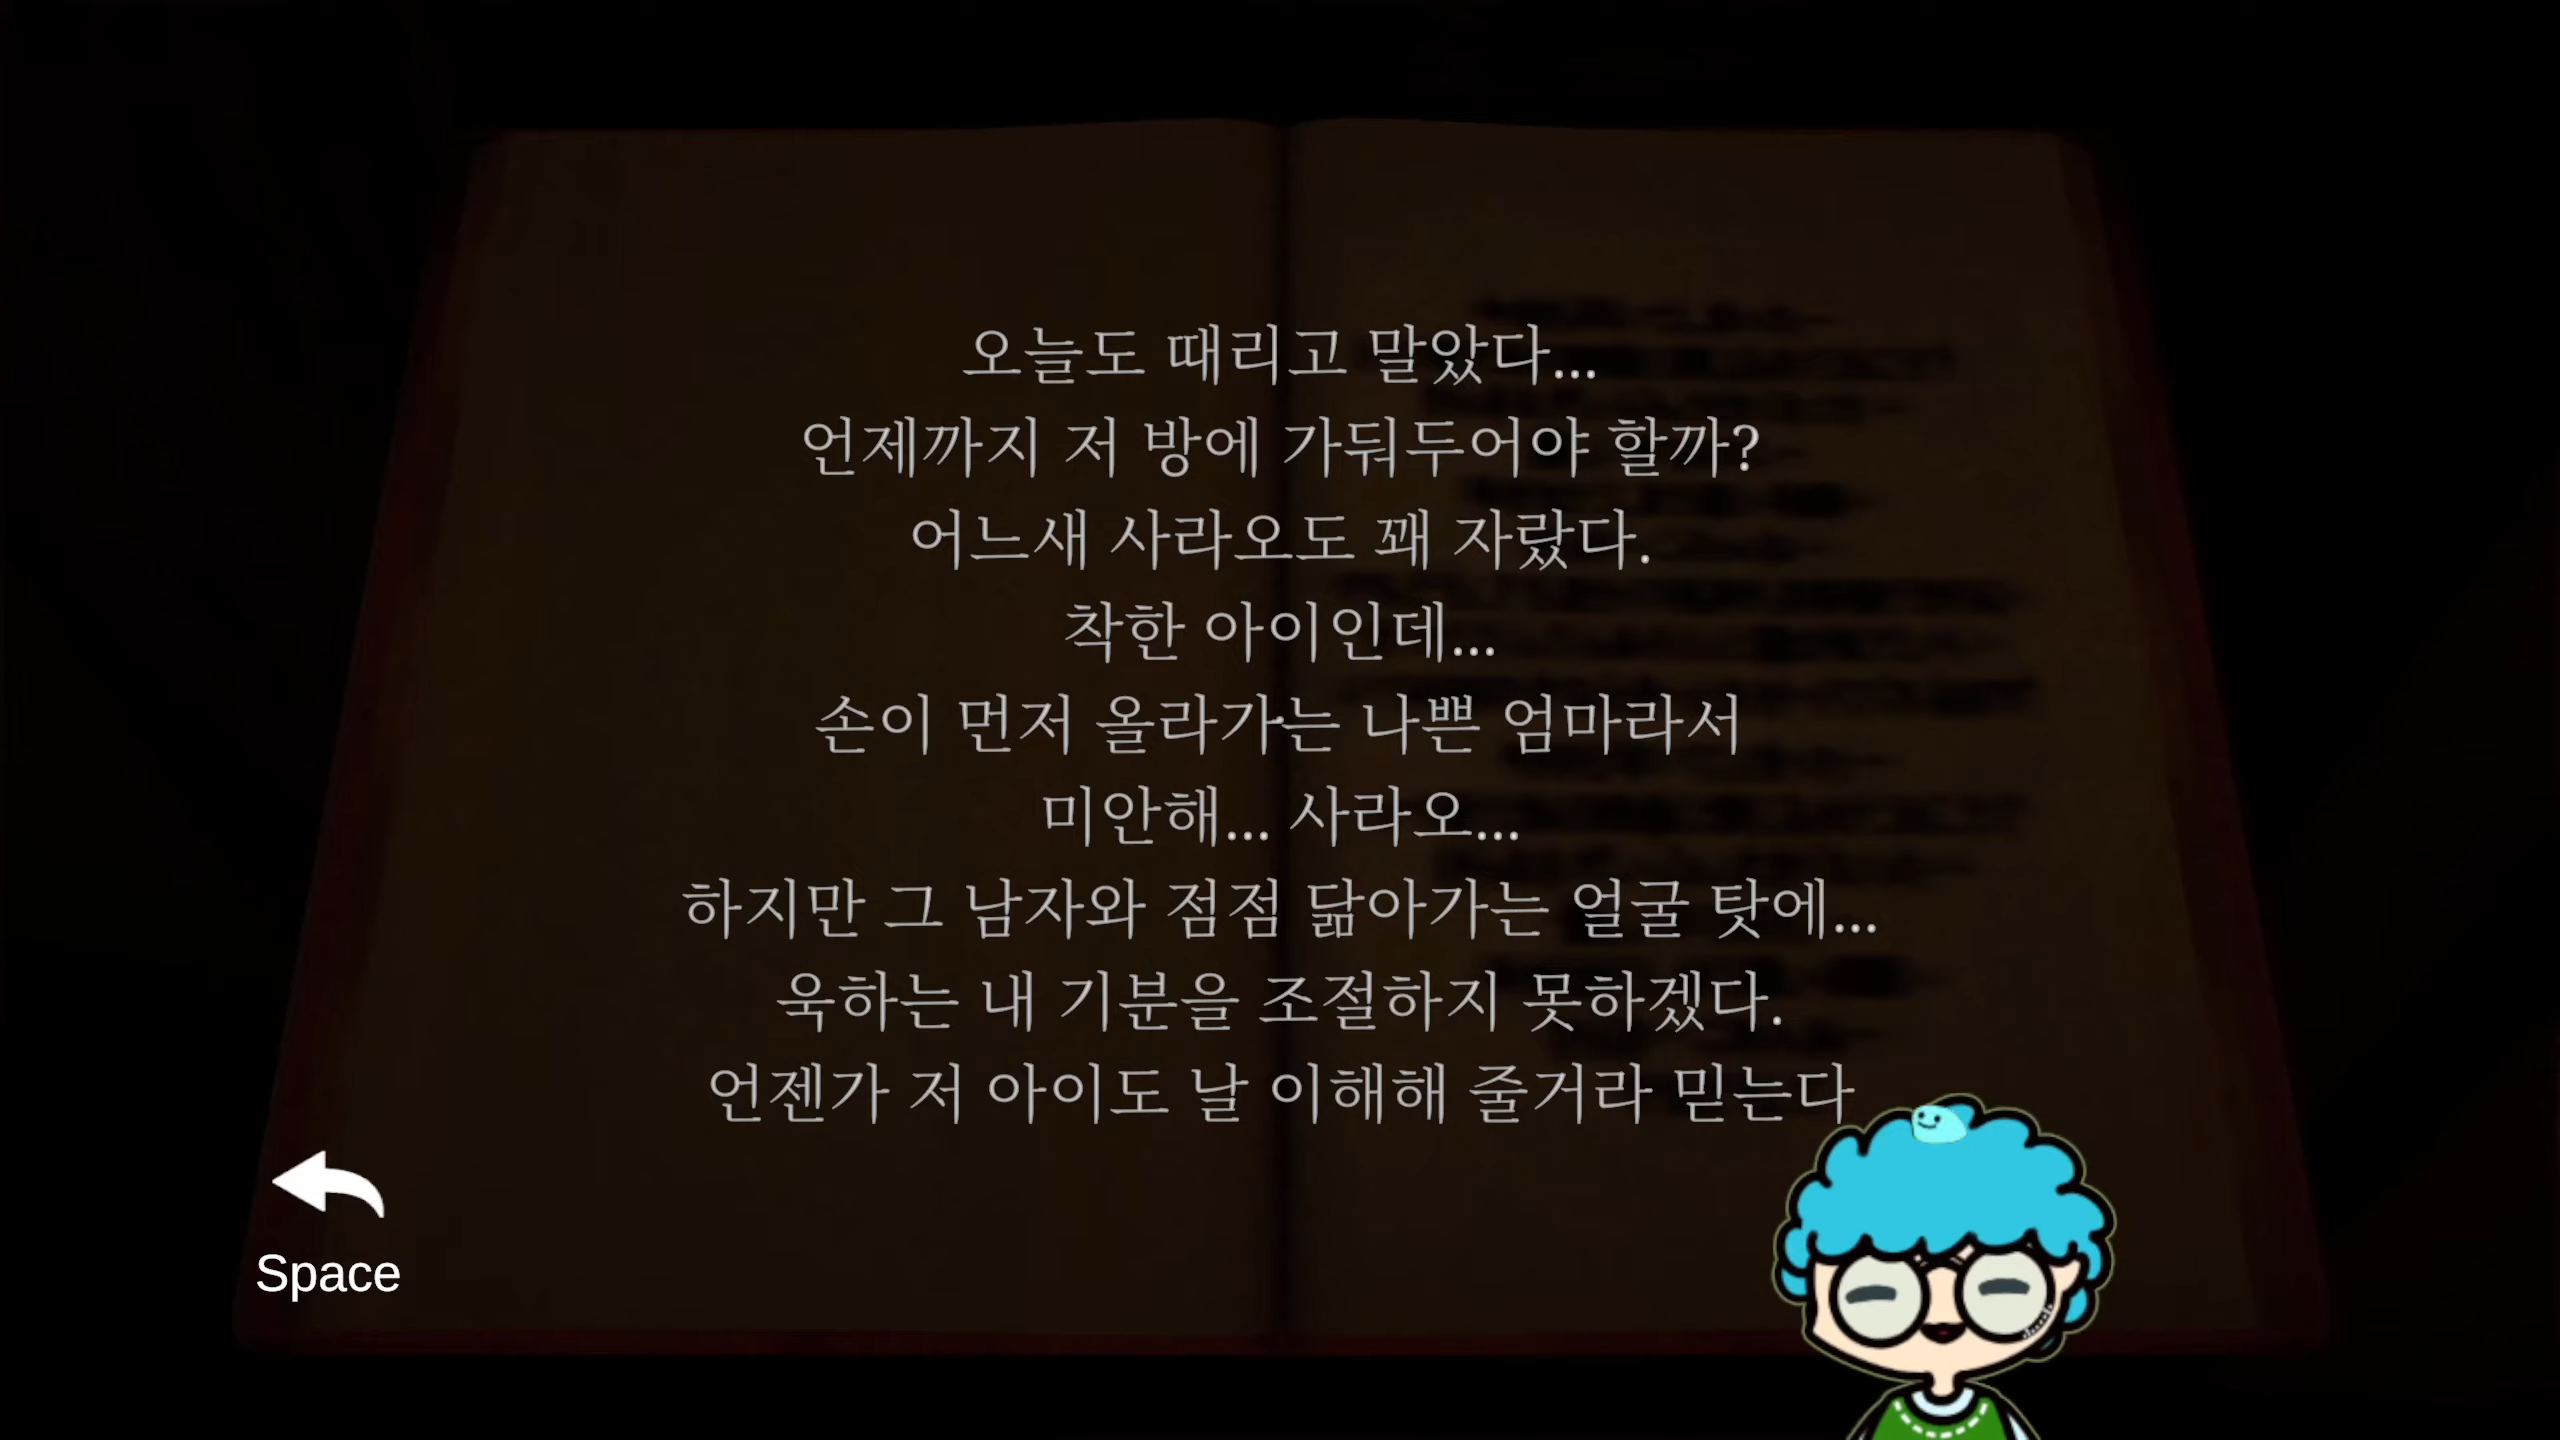 오늘도 때리고 말았다...
언제까지 저 방에 가둬두어야 할까?
어느새 사라오도 꽤 자랐다.
착한 아이인데...
손이 먼저 올라가는 나쁜 엄마라서
미안해... 사라오...
하지만 그 남자와 점점 닮아가는 얼굴 탓에...
욱하는 내 기분을 조절하지 못하겠다.
언젠가 저 아이도 날 이해해 줄거라 믿는다
Space